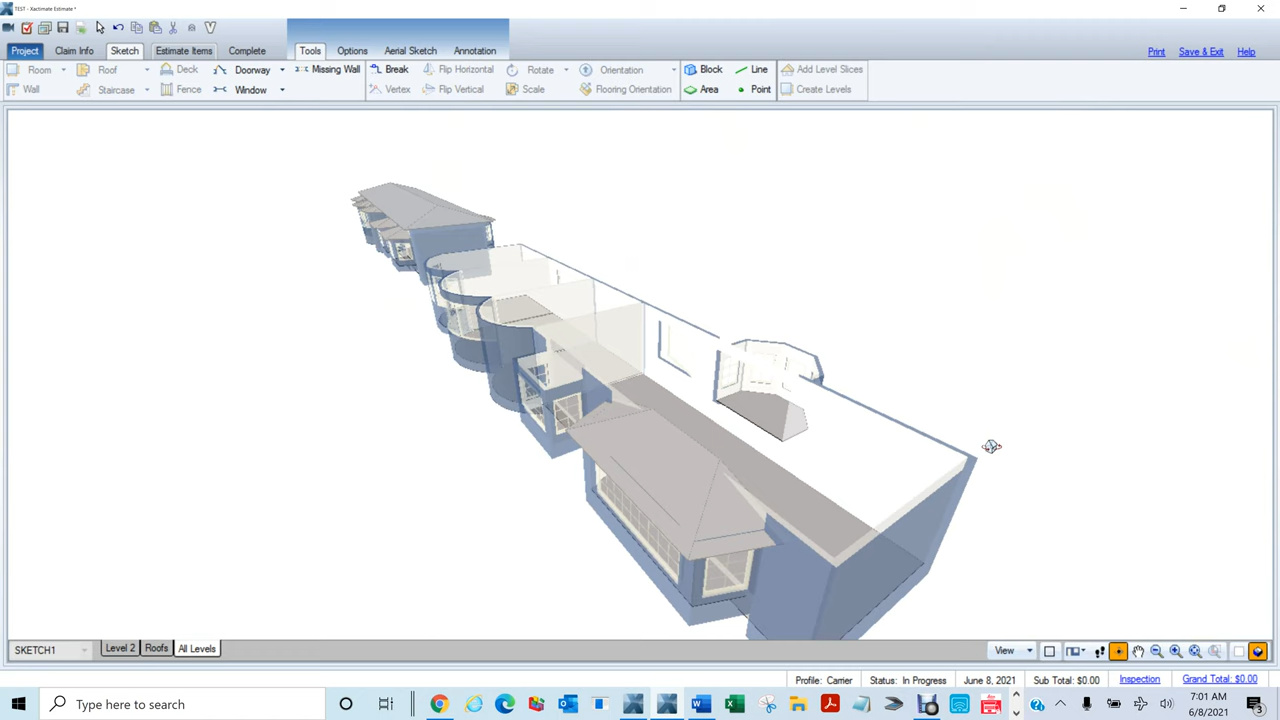 TEST - Xactimate Estimate *
Project Claim Info Sketch Estimate Items Complete Tools Options Aerial Sketch Annotation Print Save & Exit Help
Room Roof Deck Doorway Missing Wall Break Flip Horizontal Rotate Orientation Block Line Add Level Slices
Wall Staircase Fence Window Vertex Flip Vertical Scale Flooring Orientation Area Point Create Levels
SKETCH1 Level 2 Roofs All Levels View
Profile: Carrier Status: In Progress June 8, 2021 Sub Total: $0.00 Inspection Grand Total: $0.00
Type here to search
7:01 AM
6/8/2021